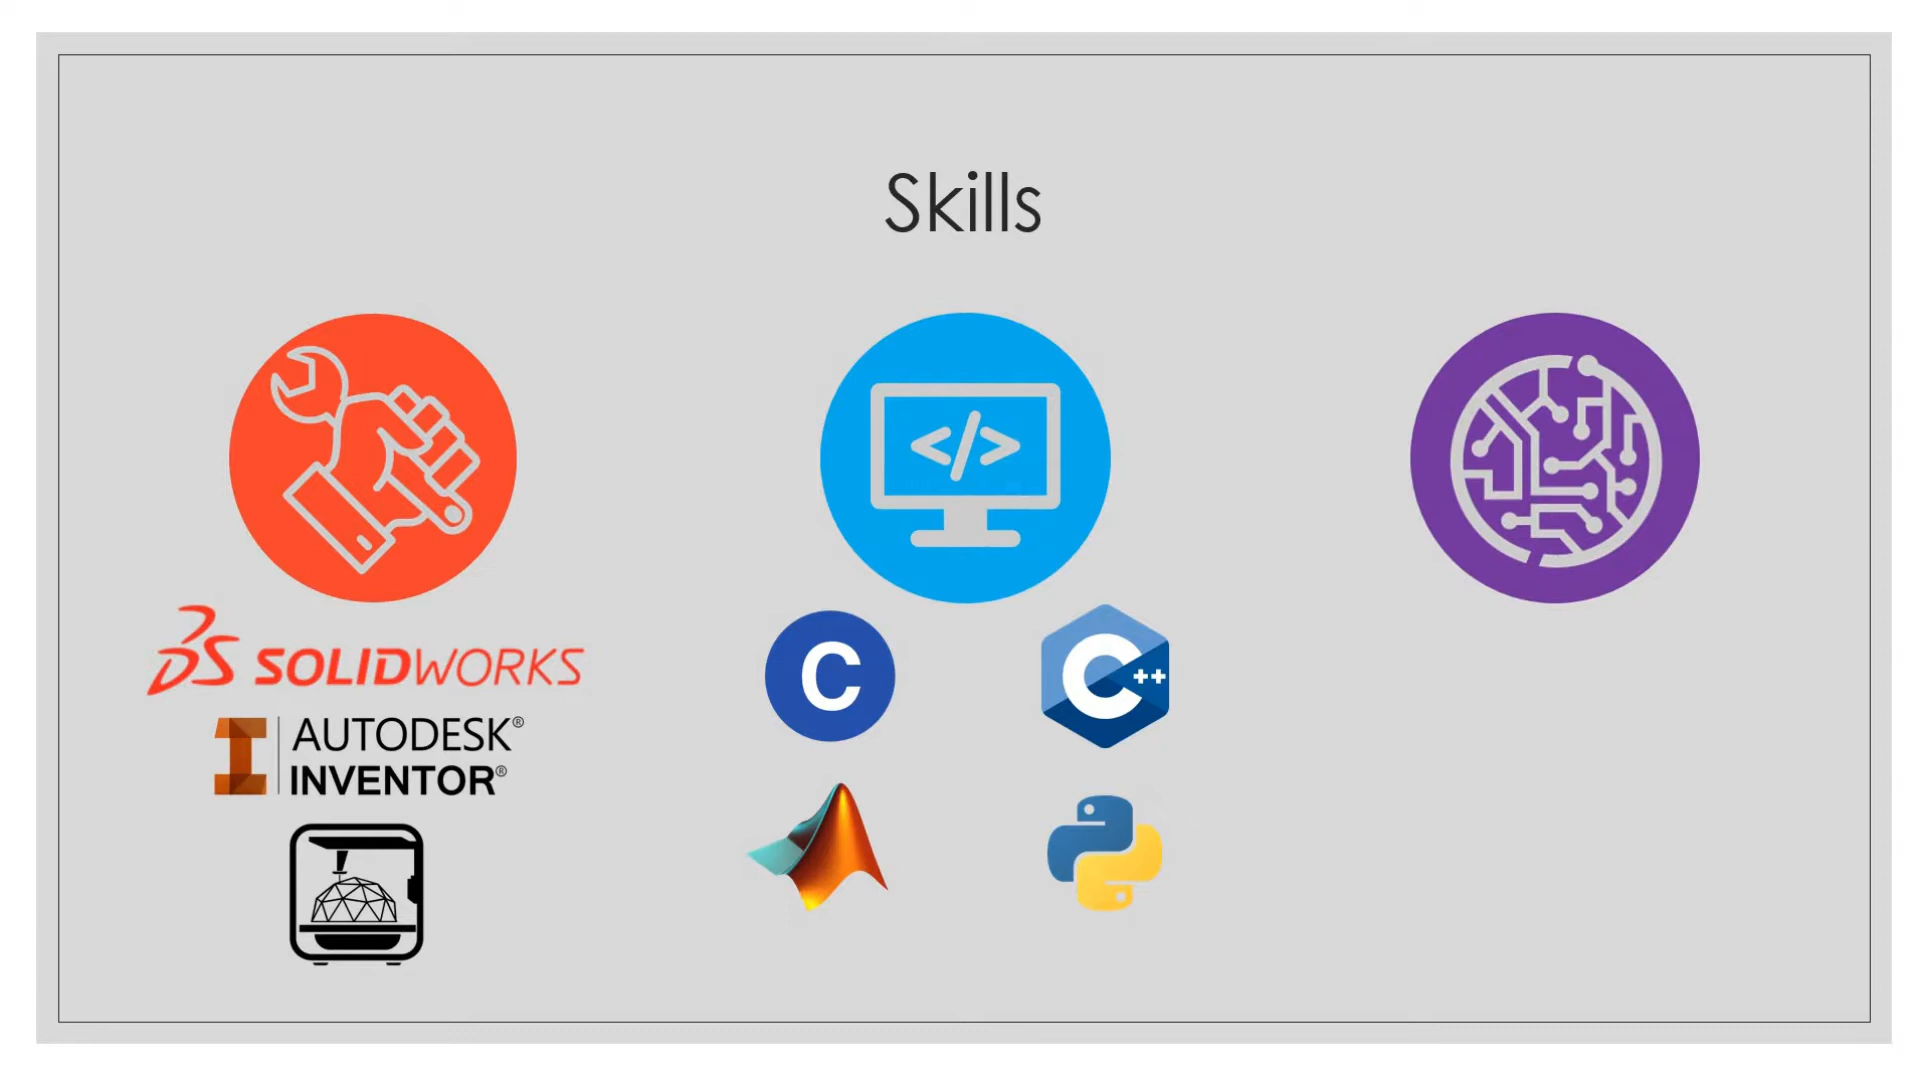 Skills
</>
SOLIDWORKS
AUTODESK®
INVENTOR®
C
C++